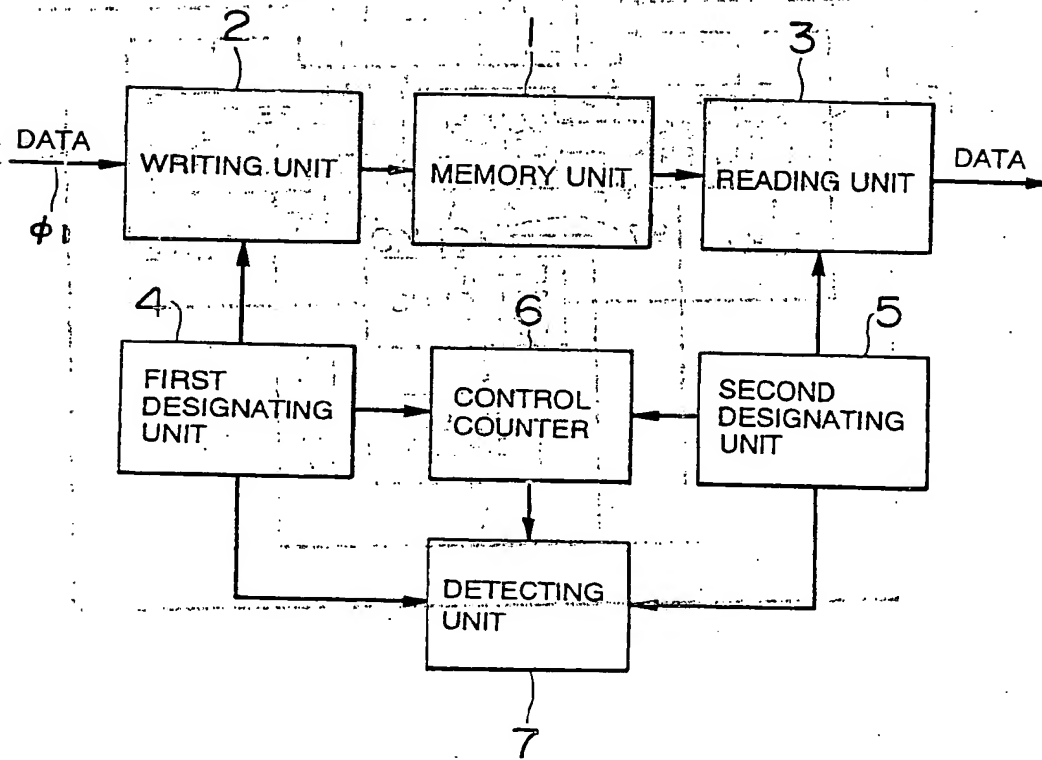 2
1
3
DATA
WRITING UNIT
MEMORY UNIT
READING UNIT
DATA
ϕ
4
6
5
FIRST
DESIGNATING
UNIT
CONTROL
COUNTER
SECOND
DESIGNATING
UNIT
DETECTING
UNIT
7